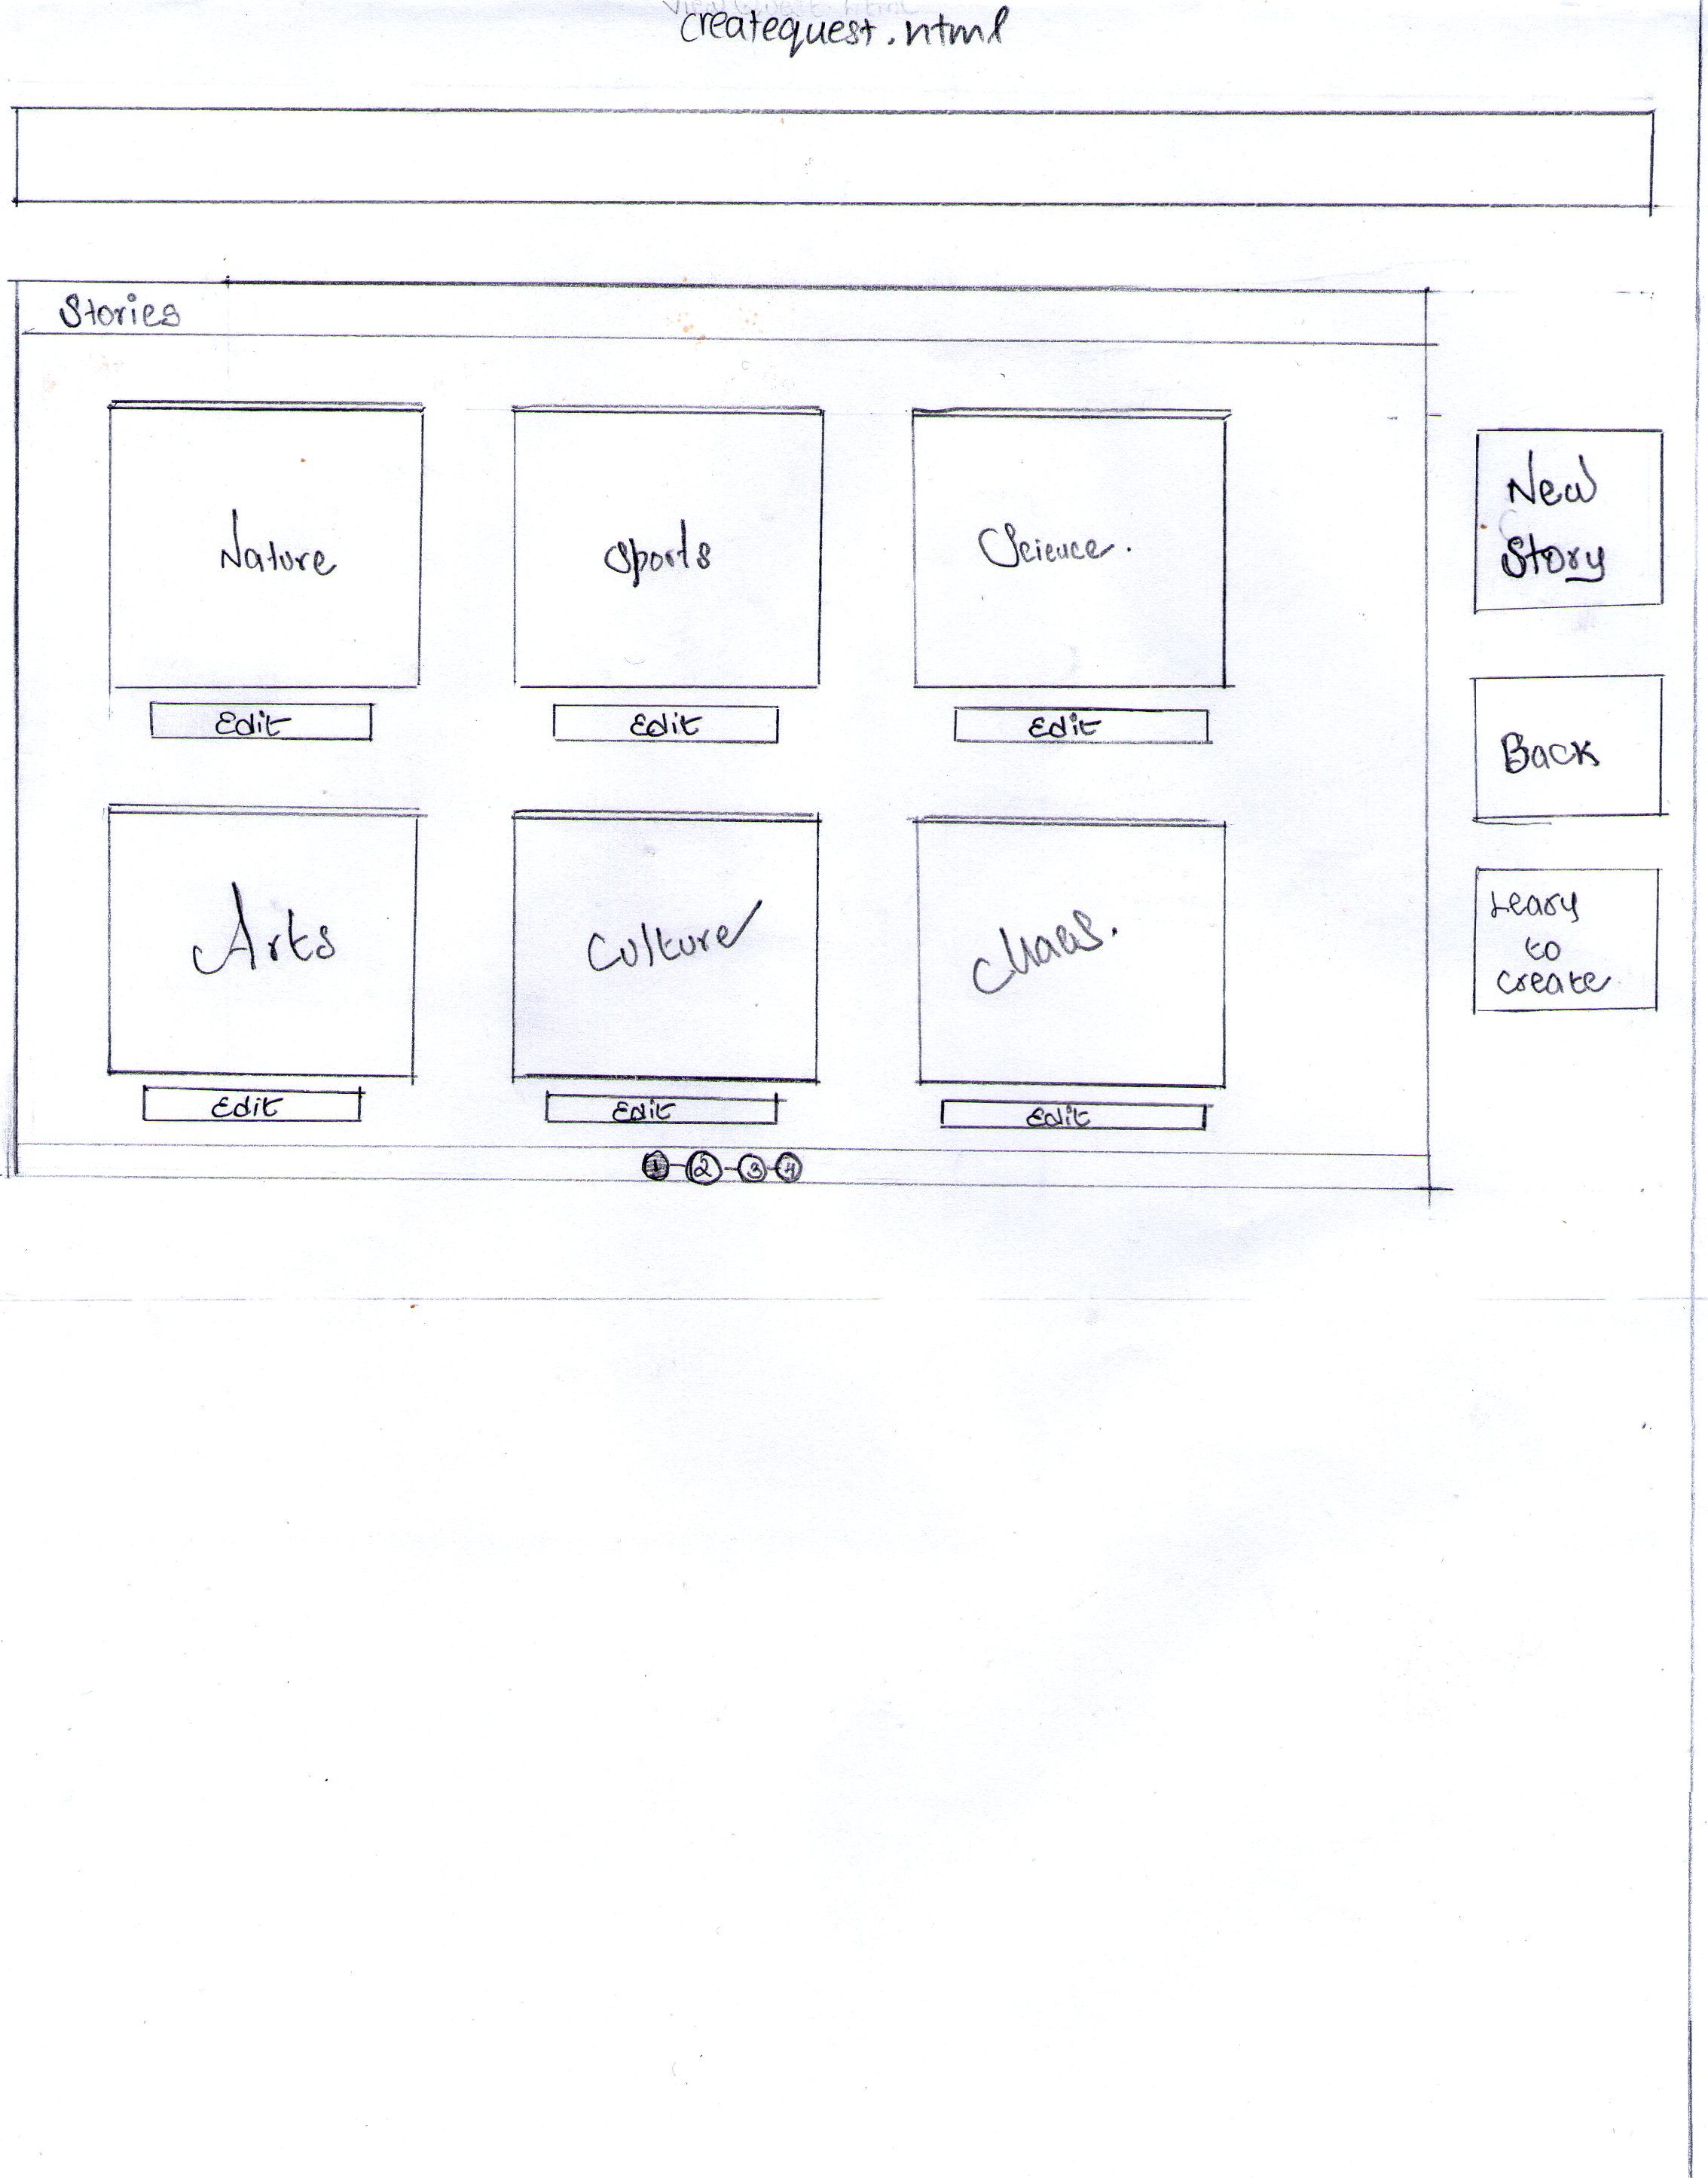 createquest.html
Stories
Nature
Sports
Science.
New
Story
Edit
Edit
Edit
Back
Arts
Culture
chaos.
Learn
to
create
Edit
Edit
Edit
1 2 3 4